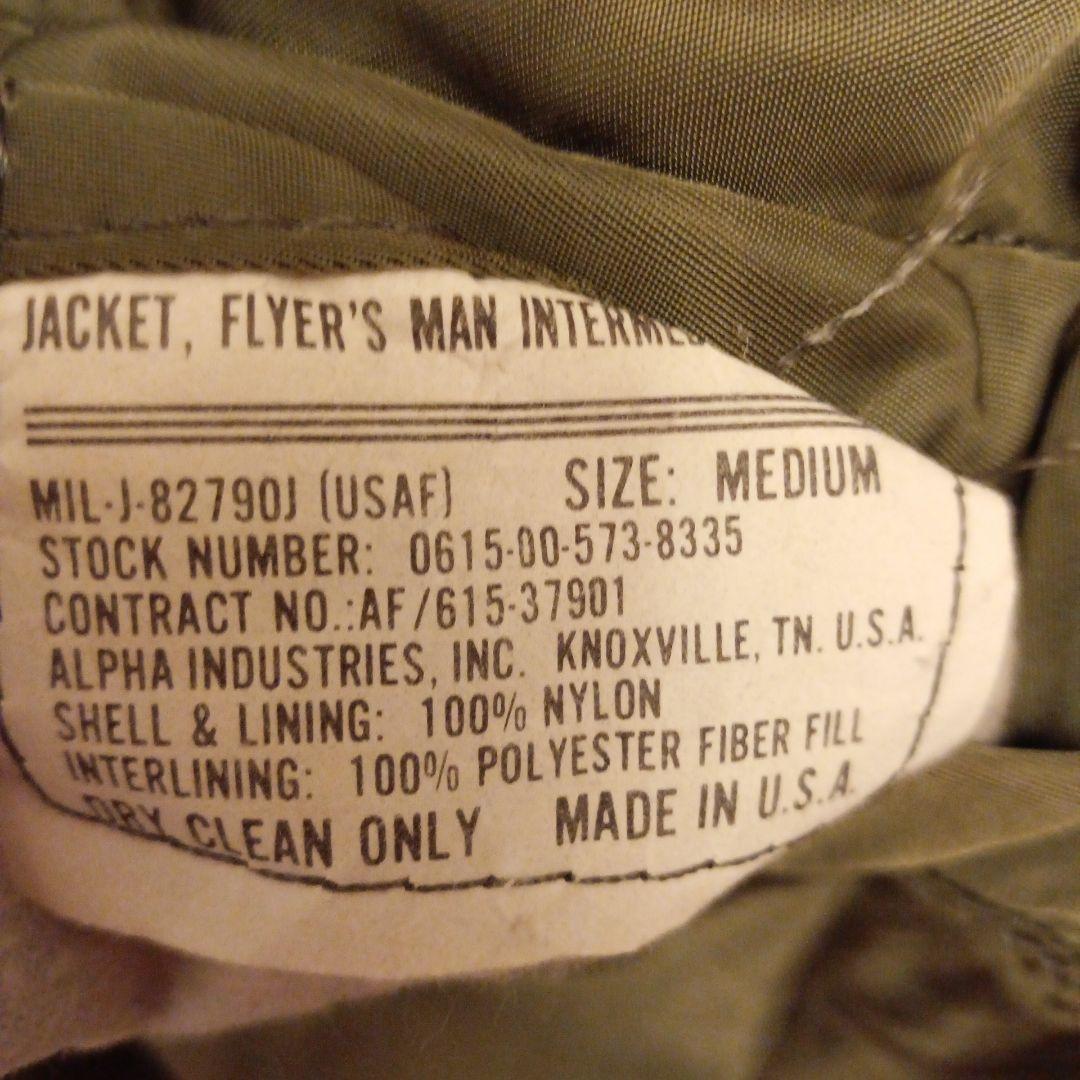 JACKET, FLYER'S MAN
MIL-J-82790J (USAF) SIZE: MEDIUM
STOCK NUMBER: 0615-00-573-8335
CONTRACT NO.:AF/615-37901
ALPHA INDUSTRIES, INC. KNOXVILLE, TN. U.S.A.
SHELL & LINING: 100% NYLON
INTERLINING: 100% POLYESTER FIBER FILL
DRY CLEAN ONLY MADE IN U.S.A.